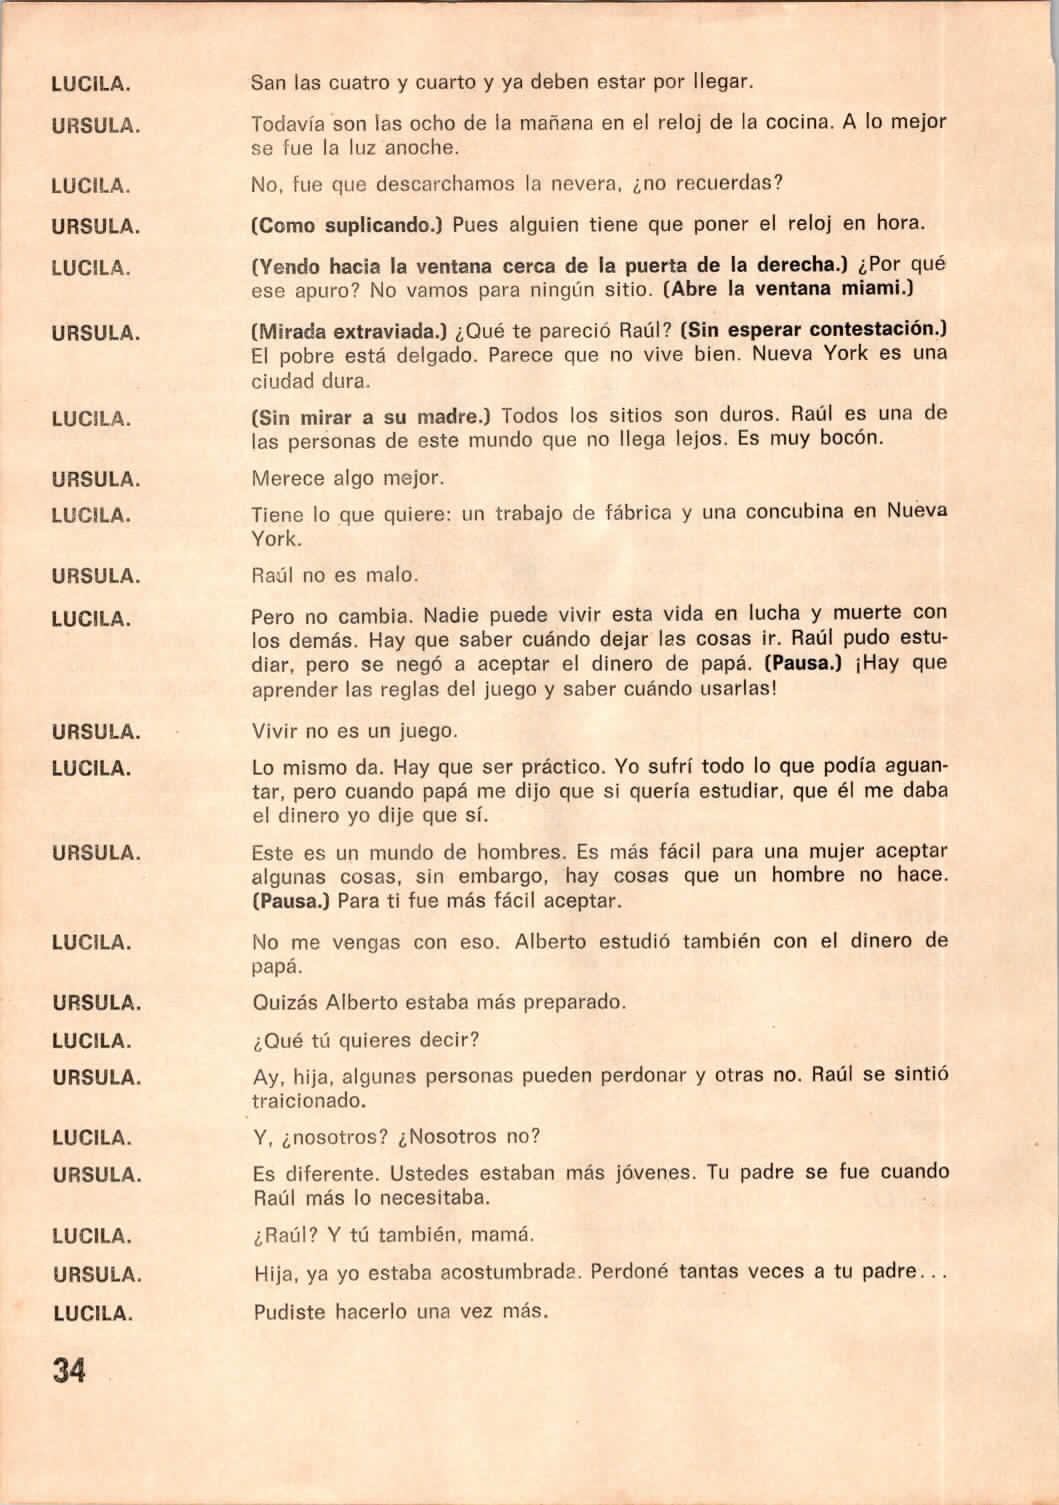 LUCILA. San las cuatro y cuarto y ya deben estar por llegar.
URSULA. Todavía son las ocho de la mañana en el reloj de la cocina. A lo mejor
se fue la luz anoche.
LUCILA. No, fue que descarchamos la nevera, ¿no recuerdas?
URSULA. (Como suplicando.) Pues alguien tiene que poner el reloj en hora.
LUCILA. (Yendo hacia la ventana cerca de la puerta de la derecha.) ¿Por qué
ese apuro? No vamos para ningún sitio. (Abre la ventana miami.)
URSULA. (Mirada extraviada.) ¿Qué te pareció Raúl? (Sin esperar contestación.)
El pobre está delgado. Parece que no vive bien. Nueva York es una
ciudad dura.
LUCILA. (Sin mirar a su madre.) Todos los sitios son duros. Raúl es una de
las personas de este mundo que no llega lejos. Es muy bocón.
URSULA. Merece algo mejor.
LUCILA. Tiene lo que quiere: un trabajo de fábrica y una concubina en Nueva
York.
URSULA. Raúl no es malo.
LUCILA. Pero no cambia. Nadie puede vivir esta vida en lucha y muerte con
los demás. Hay que saber cuándo dejar las cosas ir. Raúl pudo estu-
diar, pero se negó a aceptar el dinero de papá. (Pausa.) ¡Hay que
aprender las reglas del juego y saber cuándo usarlas!
URSULA. Vivir no es un juego.
LUCILA. Lo mismo da. Hay que ser práctico. Yo sufrí todo lo que podía aguan-
tar, pero cuando papá me dijo que si quería estudiar, que él me daba
el dinero yo dije que sí.
URSULA. Este es un mundo de hombres. Es más fácil para una mujer aceptar
algunas cosas, sin embargo, hay cosas que un hombre no hace.
(Pausa.) Para ti fue más fácil aceptar.
LUCILA. No me vengas con eso. Alberto estudió también con el dinero de
papá.
URSULA. Quizás Alberto estaba más preparado.
LUCILA. ¿Qué tú quieres decir?
URSULA. Ay, hija, algunas personas pueden perdonar y otras no. Raúl se sintió
traicionado.
LUCILA. Y, ¿nosotros? ¿Nosotros no?
URSULA. Es diferente. Ustedes estaban más jóvenes. Tu padre se fue cuando
Raúl más lo necesitaba.
LUCILA. ¿Raúl? Y tú también, mamá.
URSULA. Hija, ya yo estaba acostumbrada. Perdoné tantas veces a tu padre...
LUCILA. Pudiste hacerlo una vez más.
34